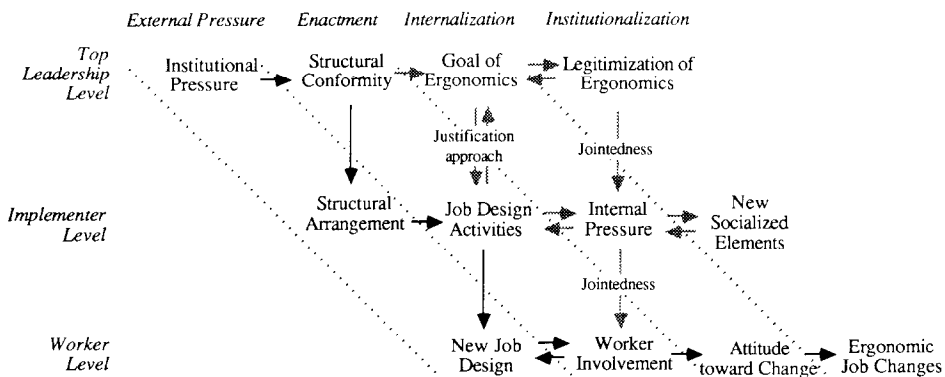 External Pressure Enactment Internalization Institutionalization
Top
Leadership
Level
Institutional
Pressure
Structural
Conformity
Goal of
Ergonomics
Legitimization of
Ergonomics
Justification
approach
Jointedness
Implementer
Level
Structural
Arrangement
Job Design
Activities
Internal
Pressure
New
Socialized
Elements
Jointedness
Worker
Level
New Job
Design
Worker
Involvement
Attitude
toward Change
Ergonomic
Job Changes